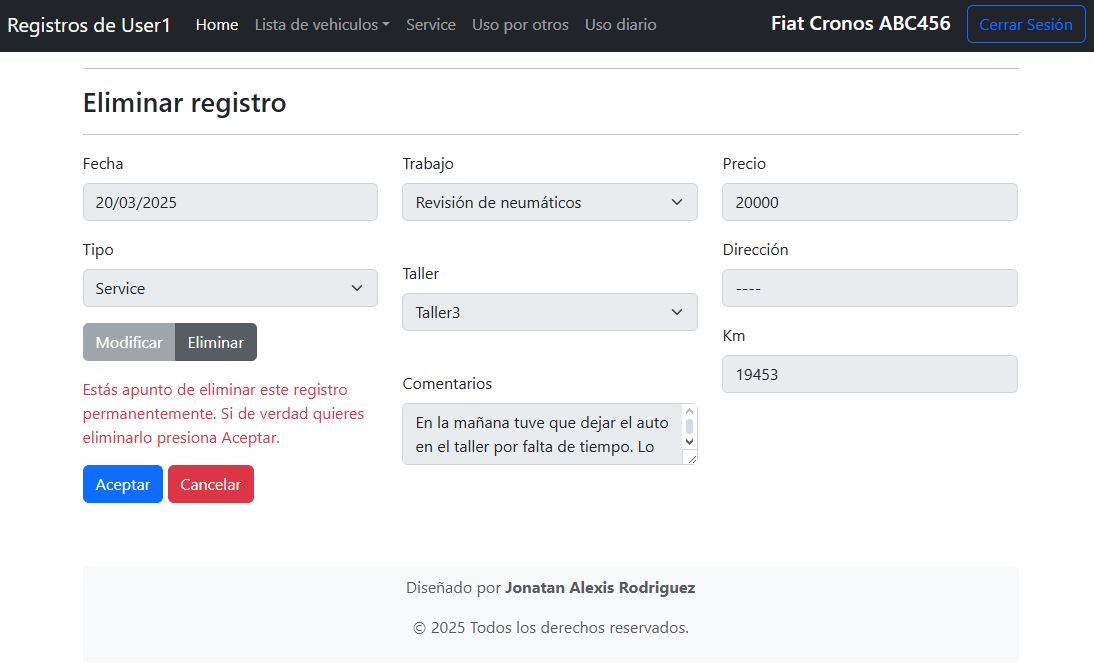 Registros de User1 Home Lista de vehiculos Service Uso por otros Uso diario Fiat Cronos ABC456 Cerrar Sesión
Eliminar registro
Fecha
20/03/2025
Tipo
Service
Modificar Eliminar
Estás apunto de eliminar este registro
permanentemente. Si de verdad quieres
eliminarlo presiona Aceptar.
Aceptar Cancelar
Trabajo
Revisión de neumáticos
Taller
Taller3
Comentarios
En la mañana tuve que dejar el auto
en el taller por falta de tiempo. Lo
Precio
20000
Dirección
----
Km
19453
Diseñado por Jonatan Alexis Rodriguez
© 2025 Todos los derechos reservados.